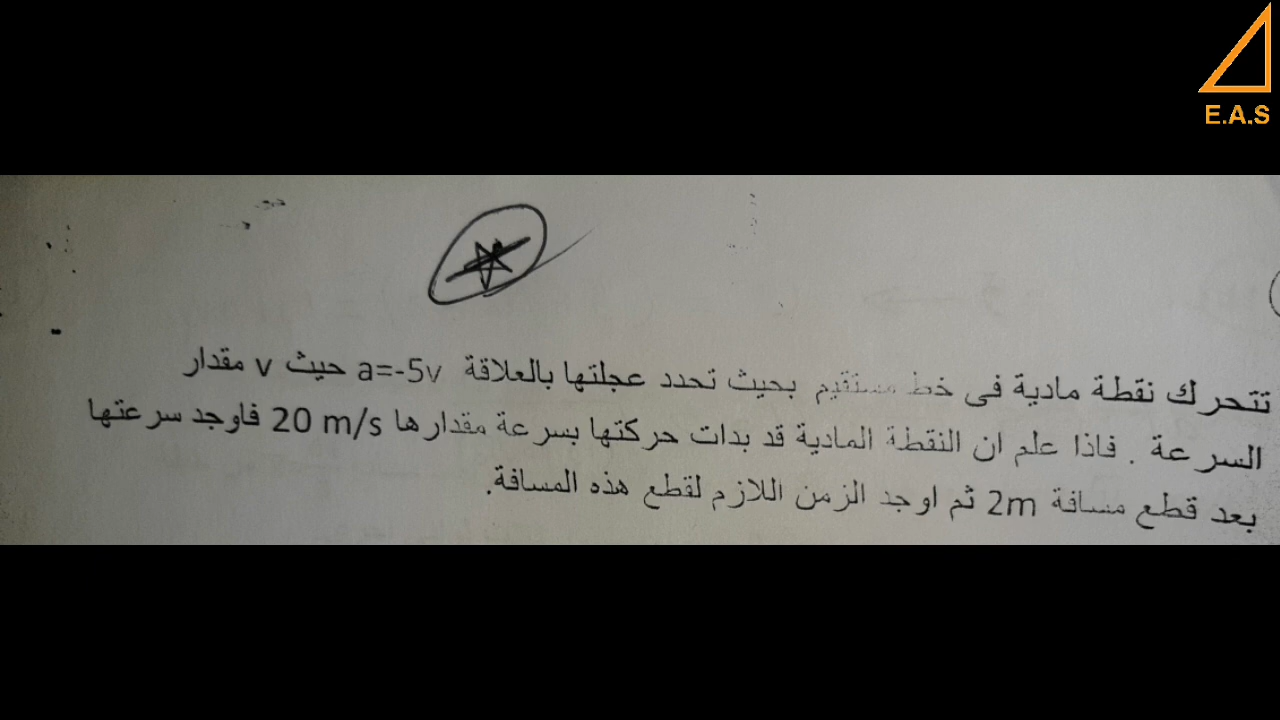 E.A.S
تتحرك نقطة مادية فى خط مستقيم بحيث تحدد عجلتها بالعلاقة a=-5v حيث v مقدار
السرعة . فاذا علم ان النقطة المادية قد بدات حركتها بسرعة مقدارها 20 m/s فاوجد سرعتها
بعد قطع مسافة 2m ثم اوجد الزمن اللازم لقطع هذه المسافة.